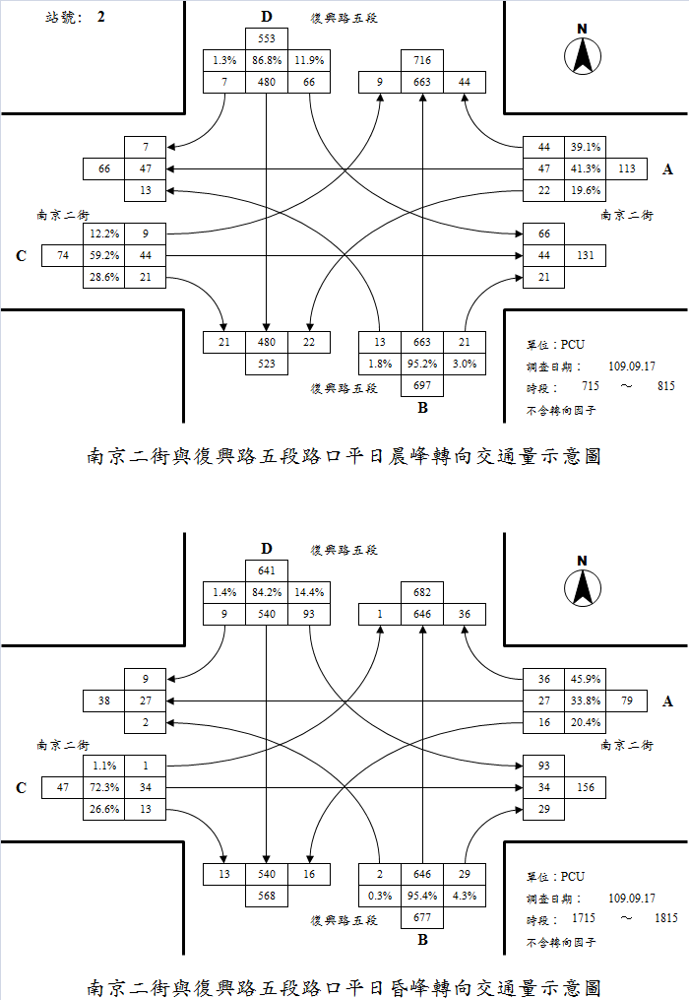 站號： 2
D 復興路五段
N
553
1.3% 86.8% 11.9%
7 480 66
716
9 663 44
7
66 47
13
44 39.1%
47 41.3% 113
22 19.6%
A
南京二街
南京二街
12.2% 9
C 74 59.2% 44
28.6% 21
66
44 131
21
21 480 22
523
13 663 21
1.8% 95.2% 3.0%
697
復興路五段
B
單位：PCU
調查日期： 109.09.17
時段： 715 ～ 815
不含轉向因子
南京二街與復興路五段路口平日晨峰轉向交通量示意圖
D 復興路五段
N
641
1.4% 84.2% 14.4%
9 540 93
682
1 646 36
9
38 27
2
36 45.9%
27 33.8% 79
16 20.4%
A
南京二街
南京二街
1.1% 1
C 47 72.3% 34
26.6% 13
93
34 156
29
13 540 16
568
2 646 29
0.3% 95.4% 4.3%
677
復興路五段
B
單位：PCU
調查日期： 109.09.17
時段： 1715 ～ 1815
不含轉向因子
南京二街與復興路五段路口平日昏峰轉向交通量示意圖